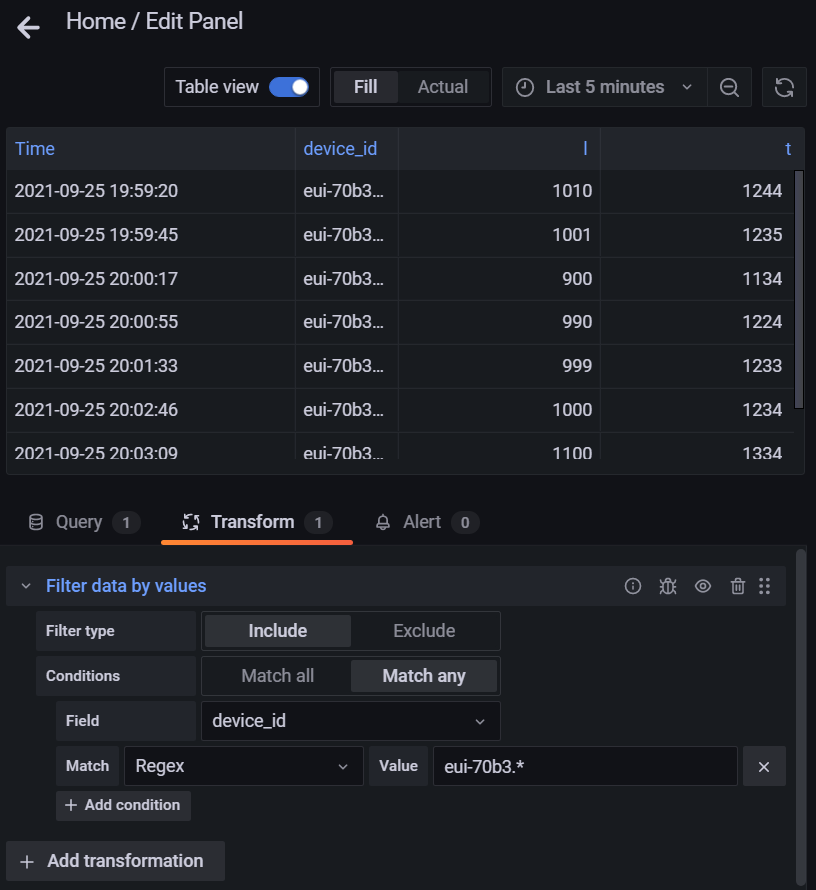 Home / Edit Panel
Table view Fill Actual Last 5 minutes
Time device_id l t
2021-09-25 19:59:20 eui-70b3... 1010 1244
2021-09-25 19:59:45 eui-70b3... 1001 1235
2021-09-25 20:00:17 eui-70b3... 900 1134
2021-09-25 20:00:55 eui-70b3... 990 1224
2021-09-25 20:01:33 eui-70b3... 999 1233
2021-09-25 20:02:46 eui-70b3... 1000 1234
2021-09-25 20:03:09 eui-70b3... 1100 1334
Query 1 Transform 1 Alert 0
Filter data by values
Filter type Include Exclude
Conditions Match all Match any
Field device_id
Match Regex Value eui-70b3.*
+ Add condition
+ Add transformation